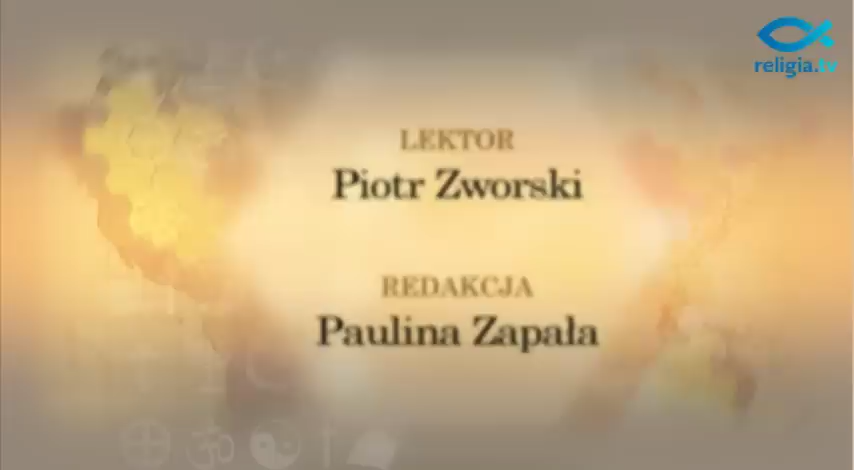 religia.tv
LEKTOR
Piotr Zworski
REDAKCJA
Paulina Zapała